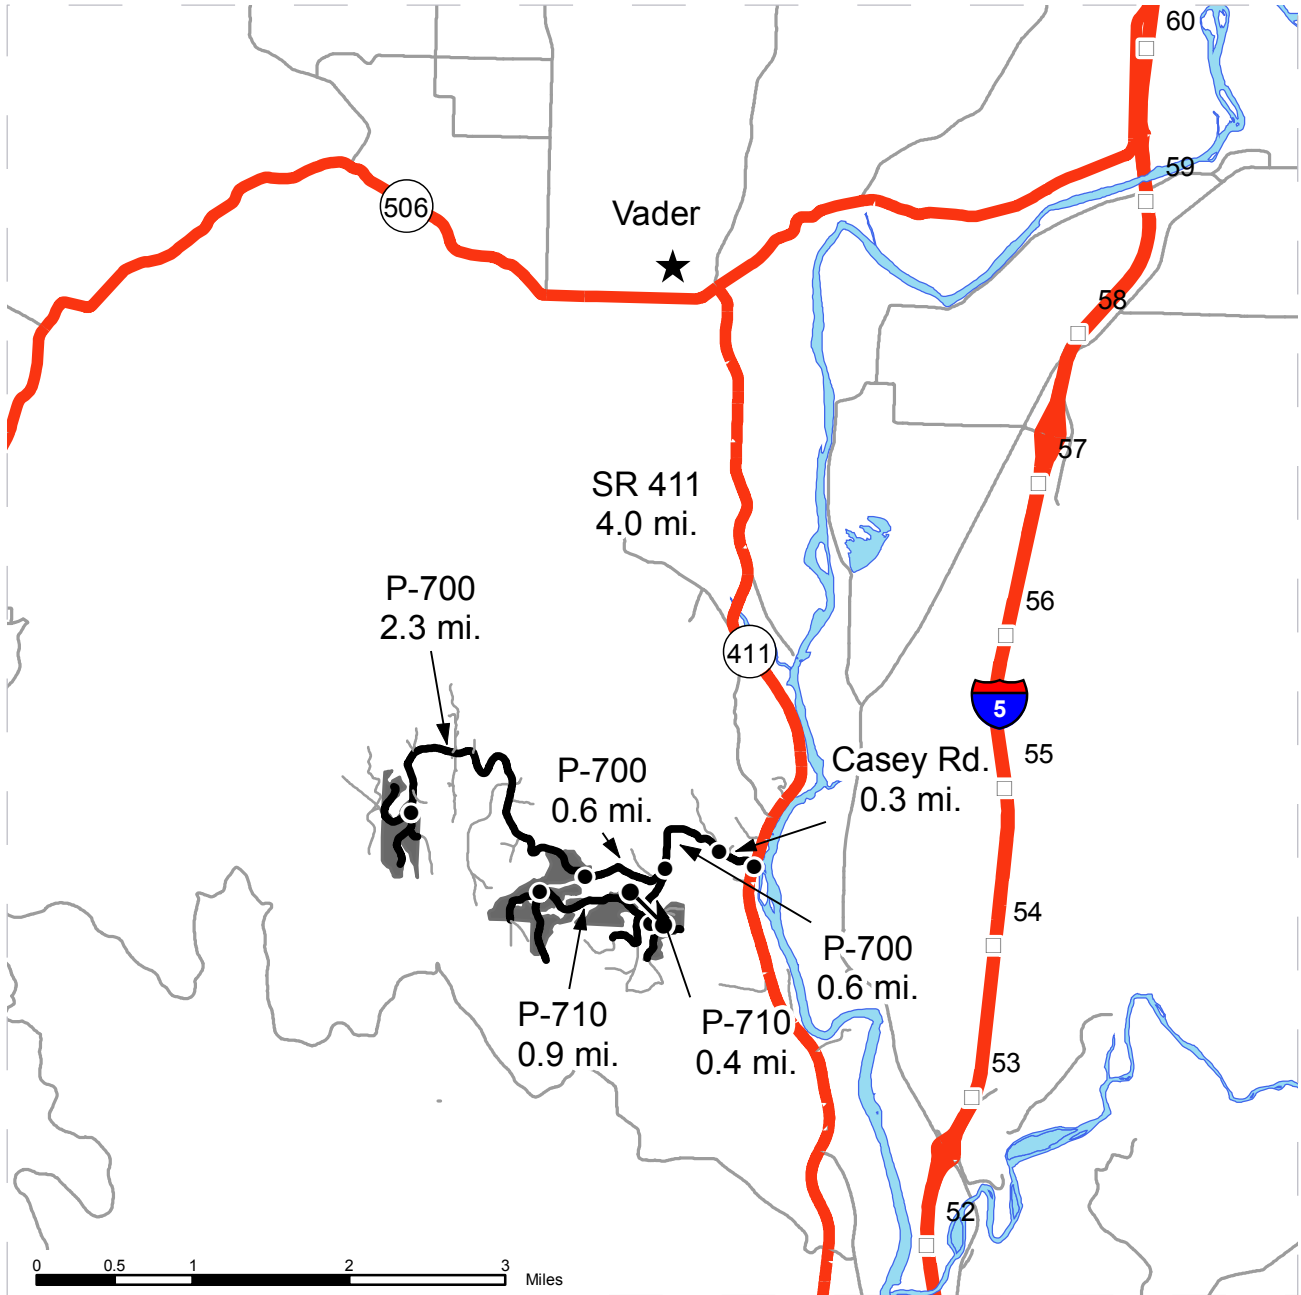 60
59
506
Vader
58
57
SR 411
4.0 mi.
P-700
2.3 mi.
56
411
5
55
Casey Rd.
0.3 mi.
P-700
0.6 mi.
54
P-700
0.6 mi.
P-710
0.9 mi.
P-710
0.4 mi.
53
52
0 0.5 1 2 3
Miles